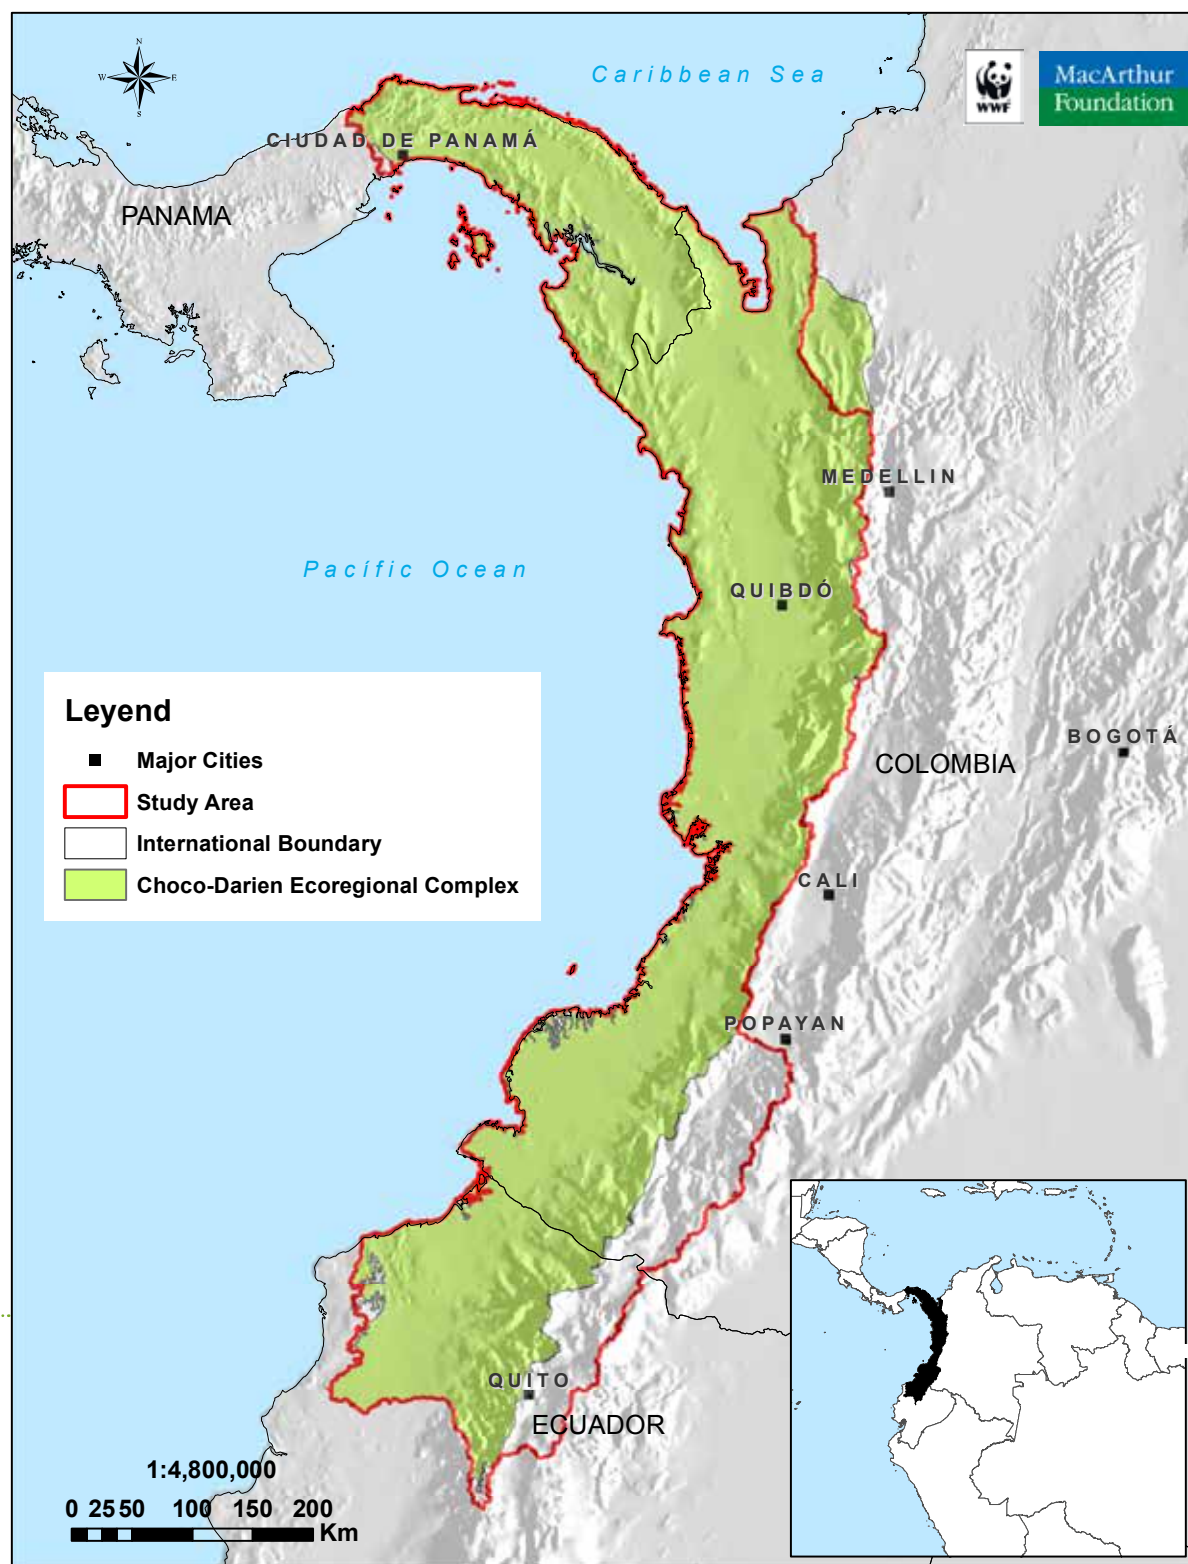 N
W E
S
Caribbean Sea
WWF
MacArthur
Foundation
CIUDAD DE PANAMÁ
PANAMA
MEDELLIN
Pacífic Ocean
QUIBDÓ
Leyend
Major Cities
Study Area
International Boundary
Choco-Darien Ecoregional Complex
BOGOTÁ
COLOMBIA
CALI
POPAYAN
QUITO
ECUADOR
1:4,800,000
0 25 50 100 150 200
Km